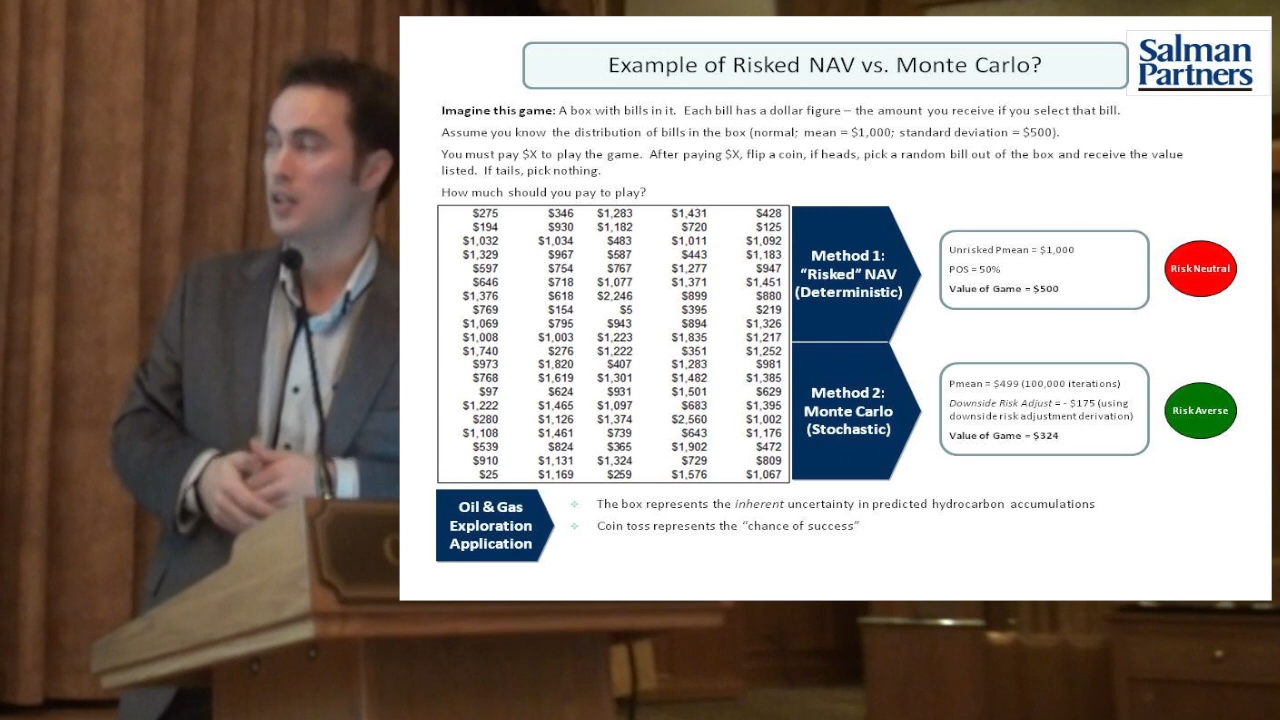 Example of Risked NAV vs. Monte Carlo?
Salman
Partners
Imagine this game: A box with bills in it. Each bill has a dollar figure – the amount you receive if you select that bill.
Assume you know the distribution of bills in the box (normal; mean = $1,000; standard deviation = $500).
You must pay $X to play the game. After paying $X, flip a coin, if heads, pick a random bill out of the box and receive the value
listed. If tails, pick nothing.
How much should you pay to play?
$275 $346 $1,283 $1,431 $428
$194 $930 $1,182 $720 $125
$1,032 $1,034 $483 $1,011 $1,092
$1,329 $967 $587 $443 $1,183
$597 $754 $767 $1,277 $947
$646 $718 $1,077 $1,371 $1,451
$1,376 $618 $2,246 $899 $880
$769 $154 $5 $395 $219
$1,069 $795 $943 $894 $1,326
$1,008 $1,003 $1,223 $1,835 $1,217
$1,740 $276 $1,222 $351 $1,252
$973 $1,820 $407 $1,283 $981
$768 $1,619 $1,301 $1,482 $1,385
$97 $624 $931 $1,501 $629
$1,222 $1,465 $1,097 $683 $1,395
$280 $1,126 $1,374 $2,560 $1,002
$1,108 $1,461 $739 $643 $1,176
$539 $824 $365 $1,902 $472
$910 $1,131 $1,324 $729 $809
$25 $1,169 $259 $1,576 $1,067
Method 1:
“Risked” NAV
(Deterministic)
Unrisked Pmean = $1,000
POS = 50%
Value of Game = $500
Risk Neutral
Method 2:
Monte Carlo
(Stochastic)
Pmean = $499 (100,000 iterations)
Downside Risk Adjust = - $175 (using
downside risk adjustment derivation)
Value of Game = $324
Risk Averse
Oil & Gas
Exploration
Application
The box represents the inherent uncertainty in predicted hydrocarbon accumulations
Coin toss represents the “chance of success”